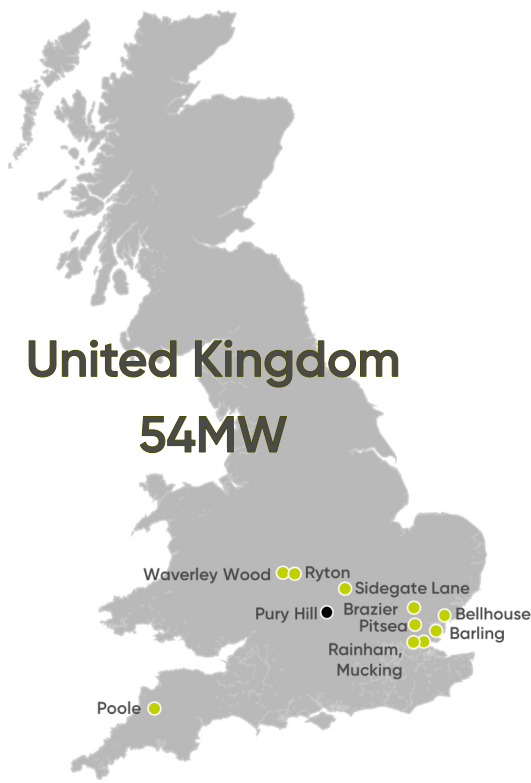 United Kingdom
54MW
Waverley Wood
Ryton
Sidegate Lane
Pury Hill
Brazier
Bellhouse
Pitsea
Barling
Rainham,
Mucking
Poole